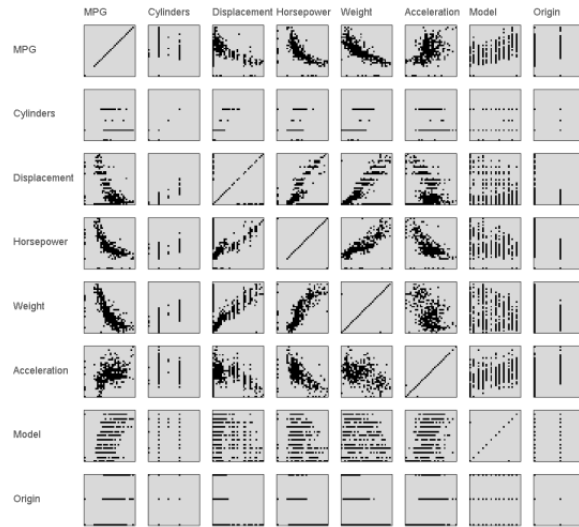 MPG Cylinders Displacement Horsepower Weight Acceleration Model Origin
MPG
Cylinders
Displacement
Horsepower
Weight
Acceleration
Model
Origin